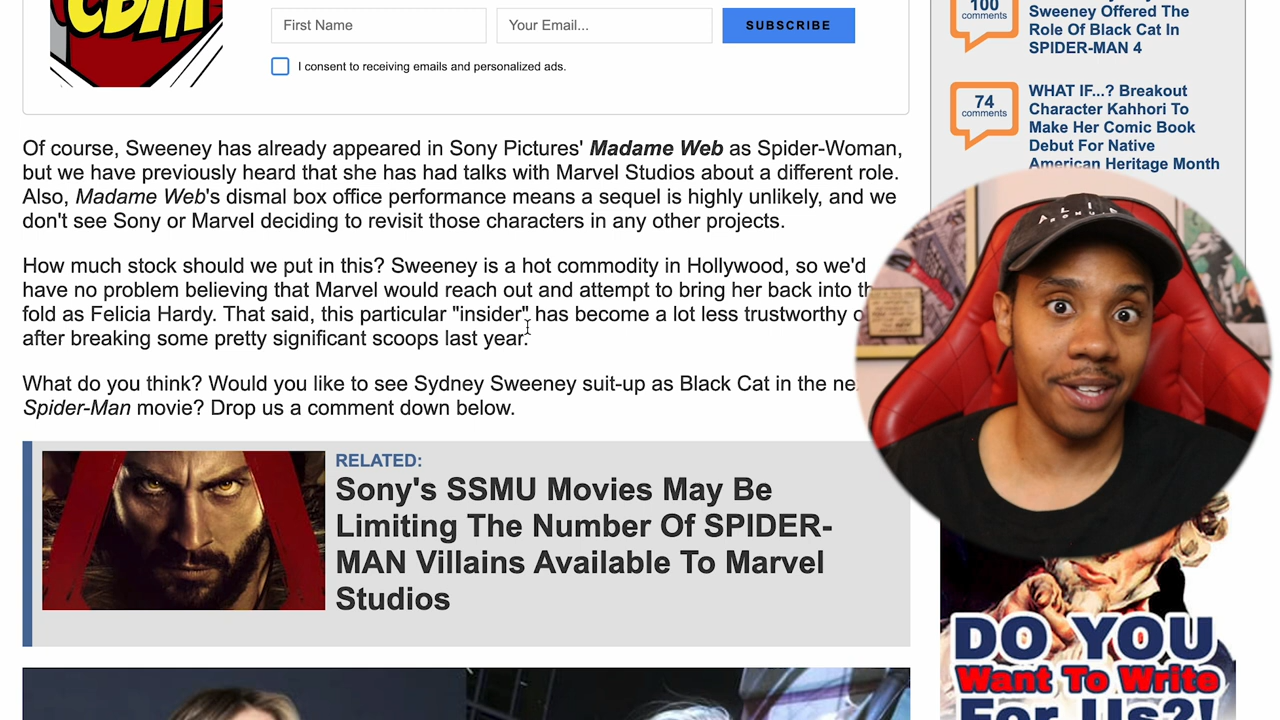 CBM
First Name
Your Email...
SUBSCRIBE
I consent to receiving emails and personalized ads.
Of course, Sweeney has already appeared in Sony Pictures' Madame Web as Spider-Woman,
but we have previously heard that she has had talks with Marvel Studios about a different role.
Also, Madame Web's dismal box office performance means a sequel is highly unlikely, and we
don't see Sony or Marvel deciding to revisit those characters in any other projects.
How much stock should we put in this? Sweeney is a hot commodity in Hollywood, so we'd
have no problem believing that Marvel would reach out and attempt to bring her back into
fold as Felicia Hardy. That said, this particular "insider" has become a lot less trustworthy
after breaking some pretty significant scoops last year.
What do you think? Would you like to see Sydney Sweeney suit-up as Black Cat in the
Spider-Man movie? Drop us a comment down below.
RELATED:
Sony's SSMU Movies May Be
Limiting The Number Of SPIDER-
MAN Villains Available To Marvel
Studios
100
comments
Sweeney Offered The
Role Of Black Cat In
SPIDER-MAN 4
74
comments
WHAT IF...? Breakout
Character Kahhori To
Make Her Comic Book
Debut For Native
American Heritage Month
DO YOU
Want To Write
For Us?!